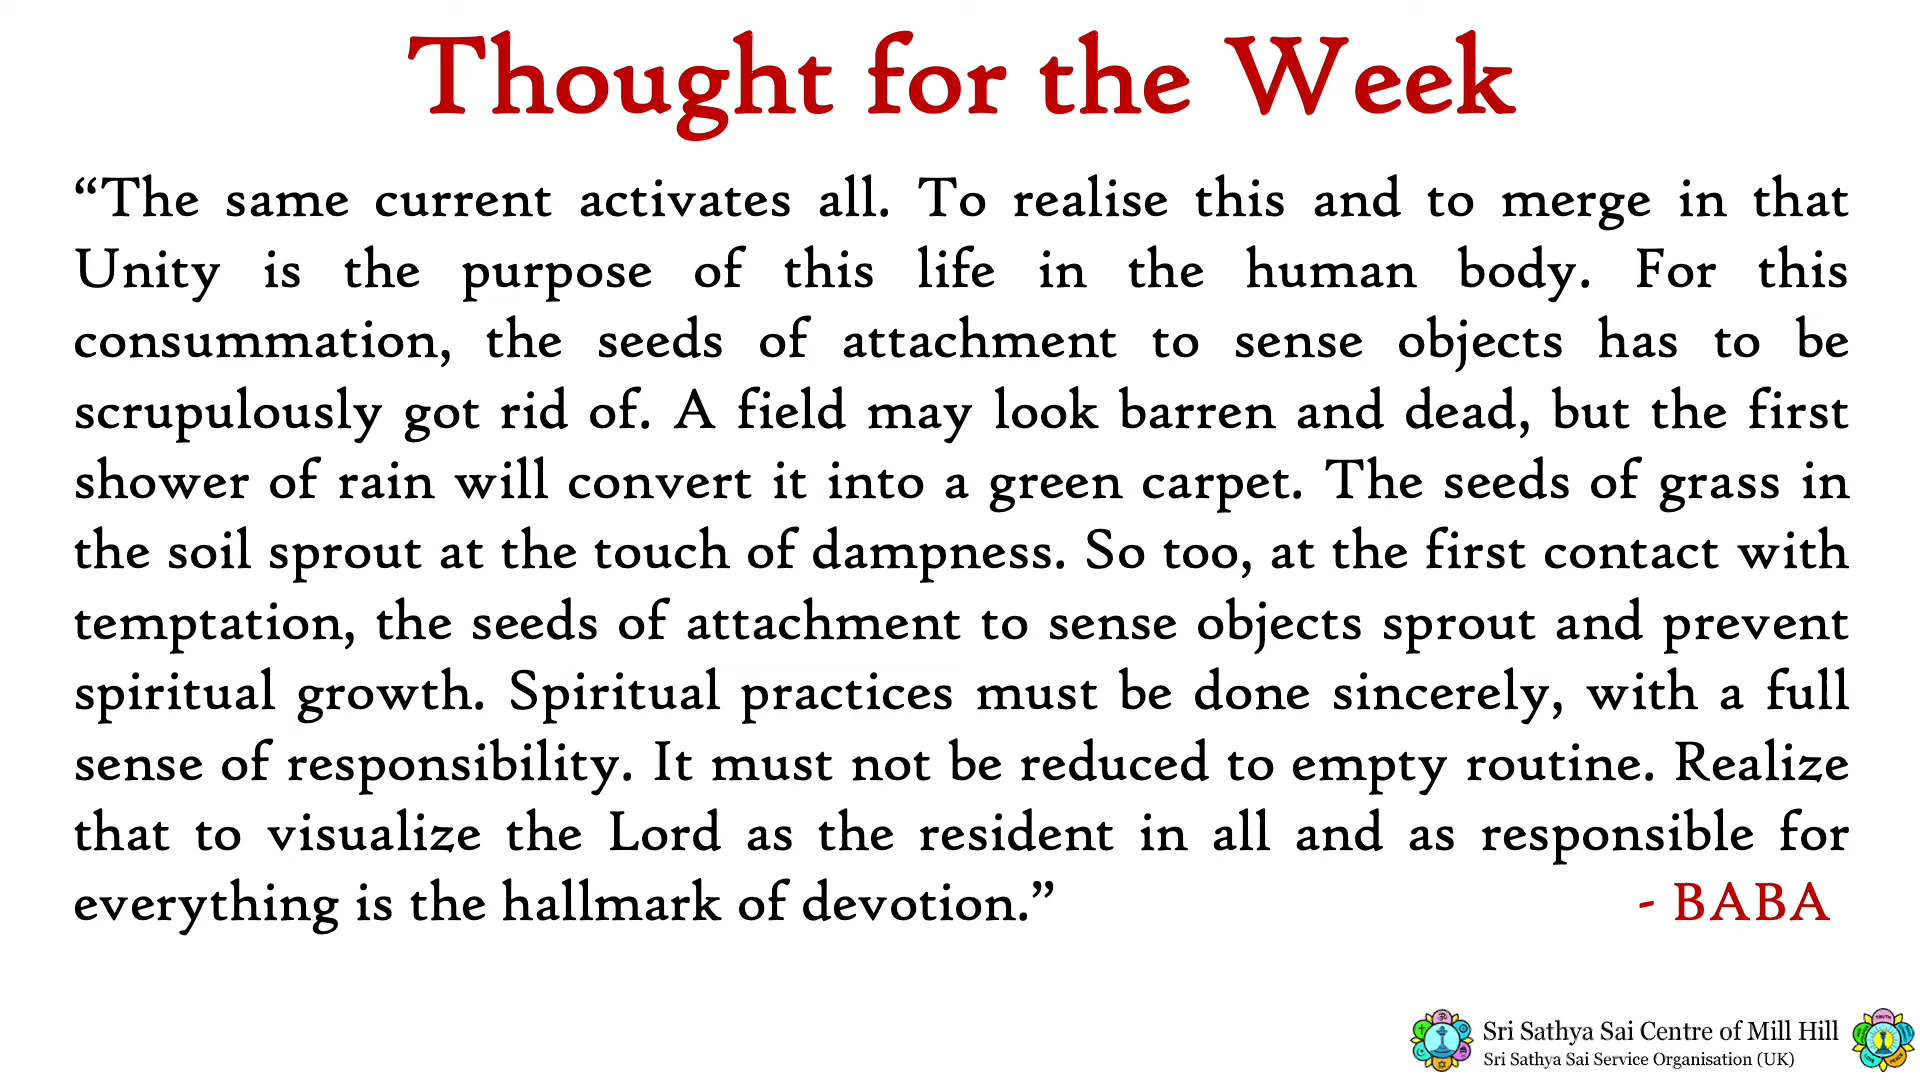 Thought for the Week
“The same current activates all. To realise this and to merge in that
Unity is the purpose of this life in the human body. For this
consummation, the seeds of attachment to sense objects has to be
scrupulously got rid of. A field may look barren and dead, but the first
shower of rain will convert it into a green carpet. The seeds of grass in
the soil sprout at the touch of dampness. So too, at the first contact with
temptation, the seeds of attachment to sense objects sprout and prevent
spiritual growth. Spiritual practices must be done sincerely, with a full
sense of responsibility. It must not be reduced to empty routine. Realize
that to visualize the Lord as the resident in all and as responsible for
everything is the hallmark of devotion.” - BABA
Sri Sathya Sai Centre of Mill Hill
Sri Sathya Sai Service Organisation (UK)